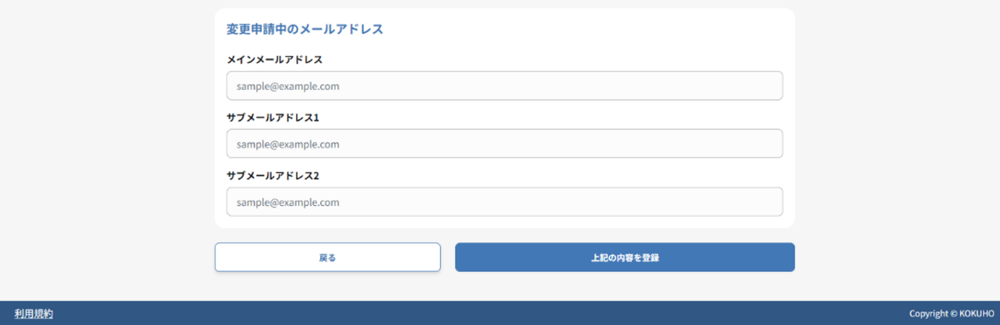 変更申請中のメールアドレス
メインメールアドレス
sample@example.com
サブメールアドレス1
sample@example.com
サブメールアドレス2
sample@example.com
戻る
上記の内容を登録
利用規約
Copyright © KOKUHO